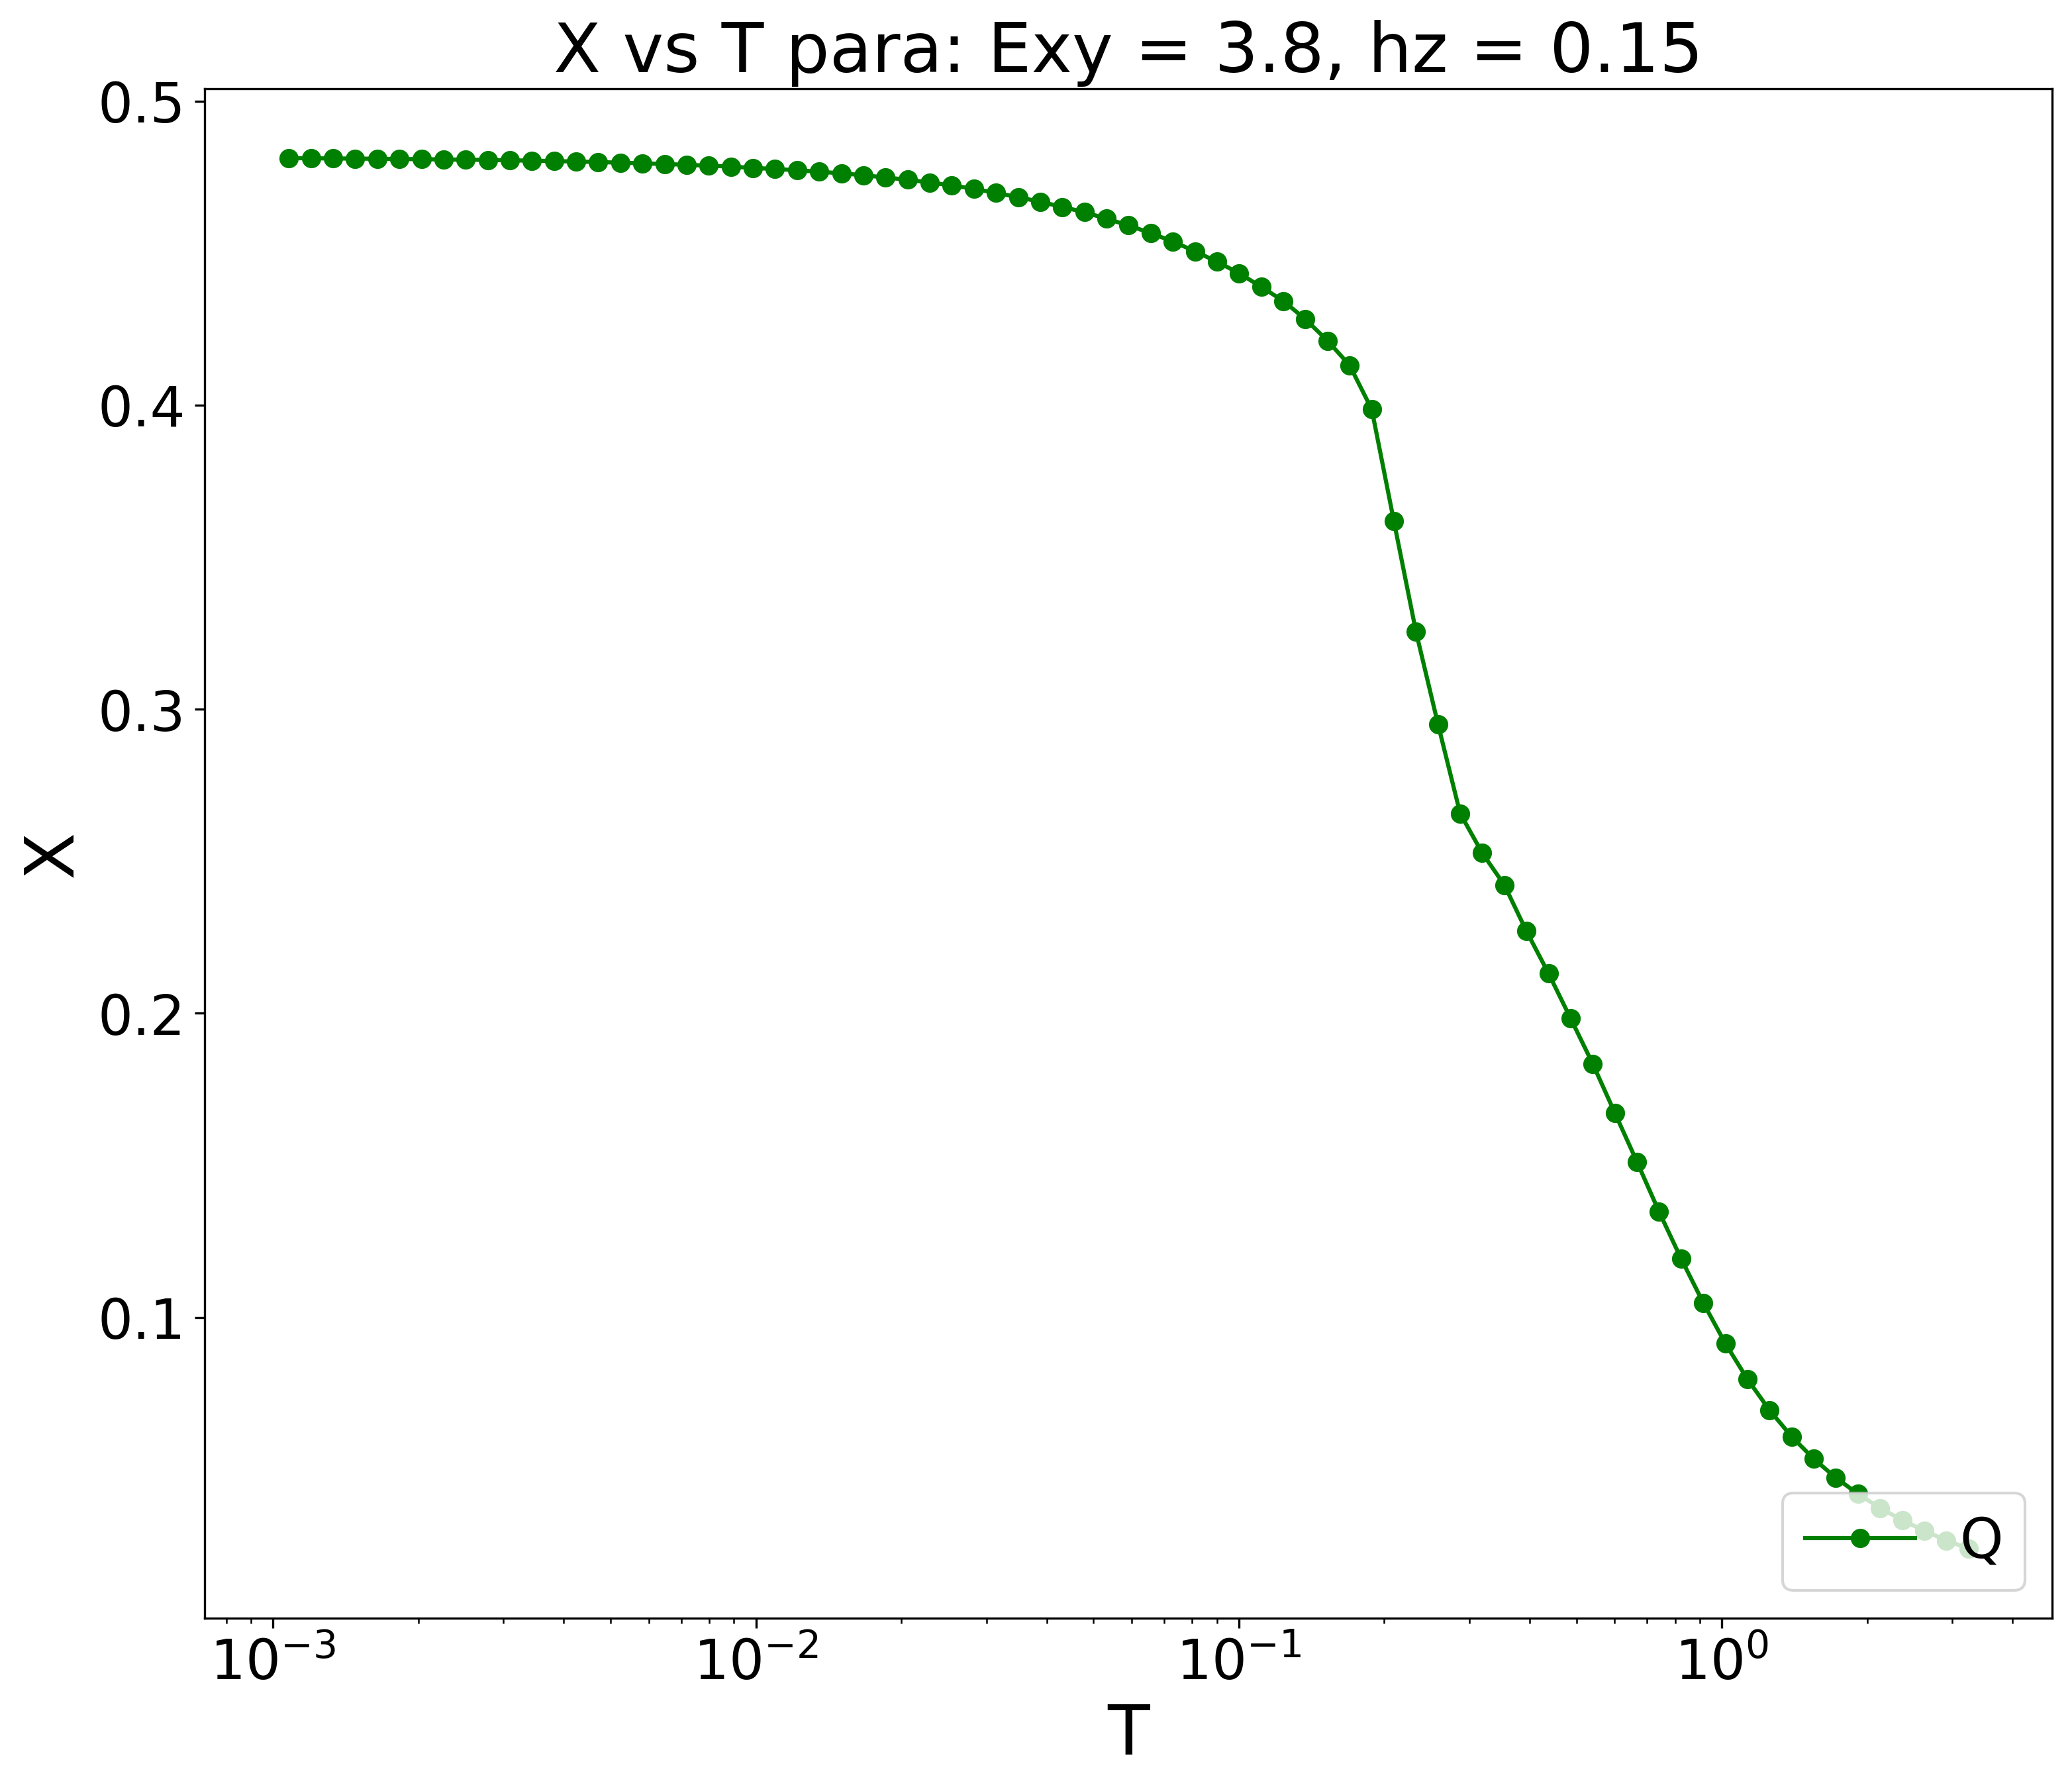 X vs T para: Exy = 3.8, hz = 0.15
0.5
0.4
0.3
0.2
0.1
X
10⁻³ 10⁻² 10⁻¹ 10⁰
T
Q